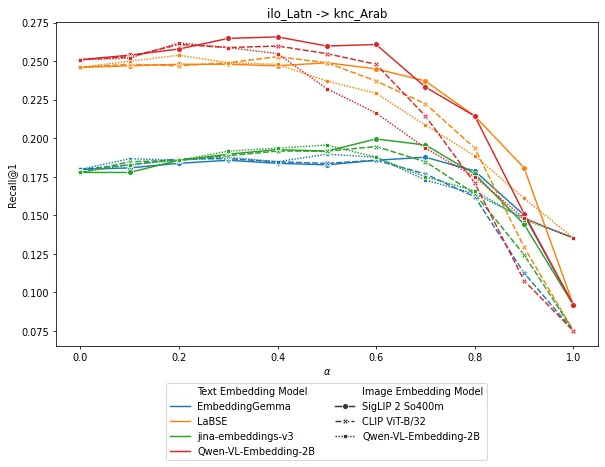 ilo_Latn -> knc_Arab
Recall@1
0.275
0.250
0.225
0.200
0.175
0.150
0.125
0.100
0.075
0.0 0.2 0.4 0.6 0.8 1.0
α
Text Embedding Model Image Embedding Model
EmbeddingGemma SigLIP 2 So400m
LaBSE CLIP ViT-B/32
jina-embeddings-v3 Qwen-VL-Embedding-2B
Qwen-VL-Embedding-2B